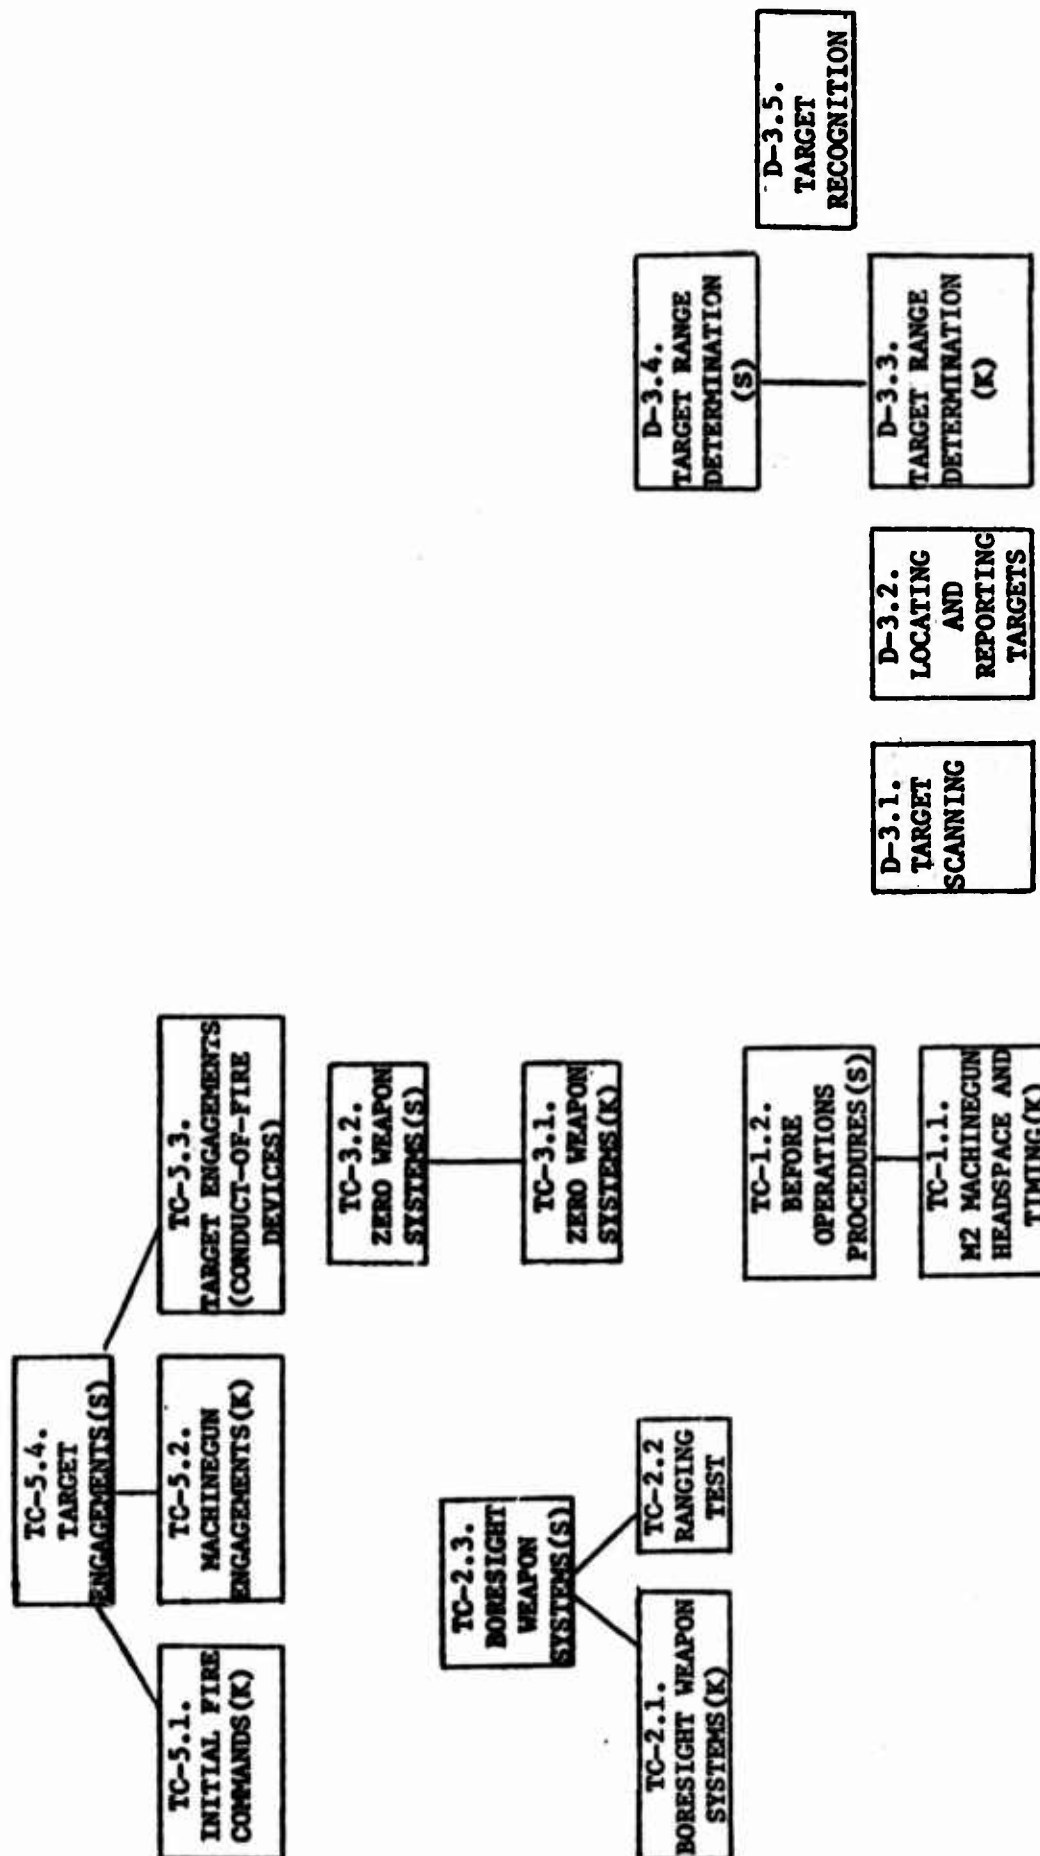 TC-5.4.
TARGET
ENGAGEMENTS(S)
TC-5.1.
INITIAL FIRE
COMMANDS(K)
TC-5.2.
MACHINEGUN
ENGAGEMENTS(K)
TC-5.3.
TARGET ENGAGEMENTS
(CONDUCT-OF-FIRE
DEVICES)
TC-3.2.
ZERO WEAPON
SYSTEMS(S)
TC-3.1.
ZERO WEAPON
SYSTEMS(K)
TC-2.3.
BORESIGHT
WEAPON
SYSTEMS(S)
TC-2.1.
BORESIGHT WEAPON
SYSTEMS(K)
TC-2.2
RANGING
TEST
TC-1.2.
BEFORE
OPERATIONS
PROCEDURES(S)
TC-1.1.
M2 MACHINEGUN
HEADSPACE AND
TIMING(K)
D-3.4.
TARGET RANGE
DETERMINATION
(S)
D-3.5.
TARGET
RECOGNITION
D-3.1.
TARGET
SCANNING
D-3.2.
LOCATING
AND
REPORTING
TARGETS
D-3.3.
TARGET RANGE
DETERMINATION
(K)